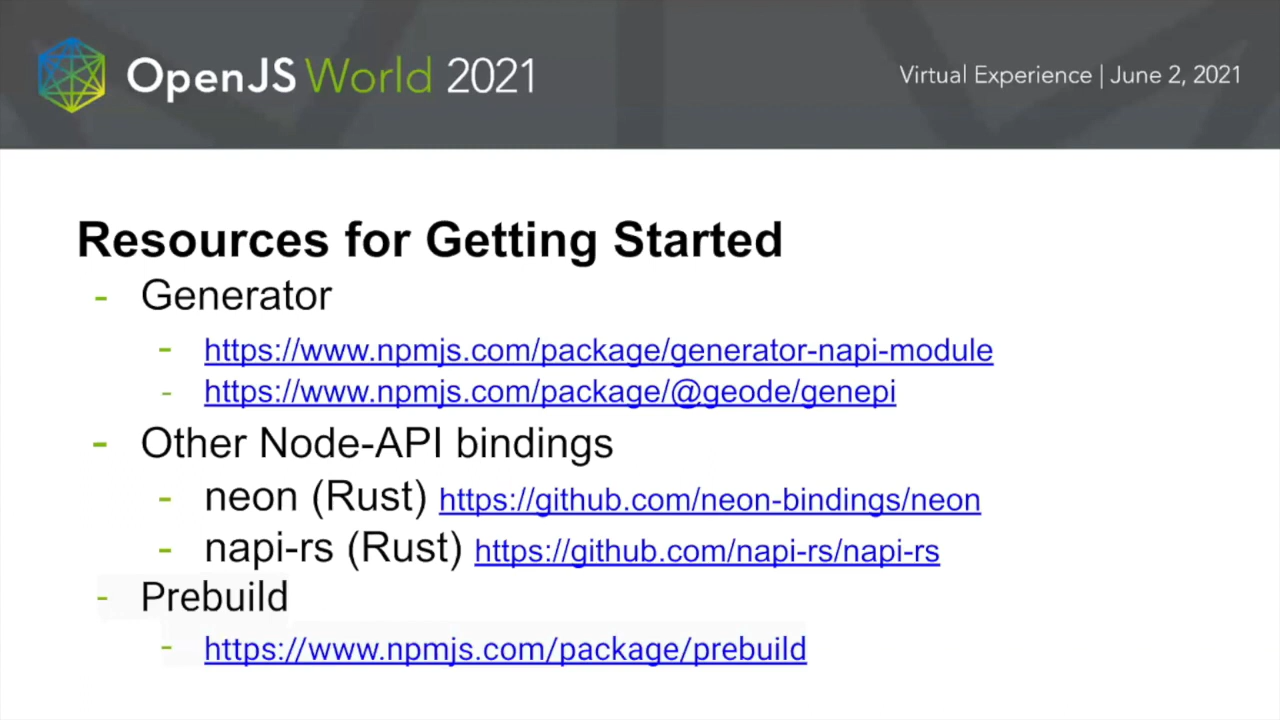 OpenJS World 2021
Virtual Experience | June 2, 2021
Resources for Getting Started
- Generator
- https://www.npmjs.com/package/generator-napi-module
- https://www.npmjs.com/package/@geode/genepi
- Other Node-API bindings
- neon (Rust) https://github.com/neon-bindings/neon
- napi-rs (Rust) https://github.com/napi-rs/napi-rs
- Prebuild
- https://www.npmjs.com/package/prebuild